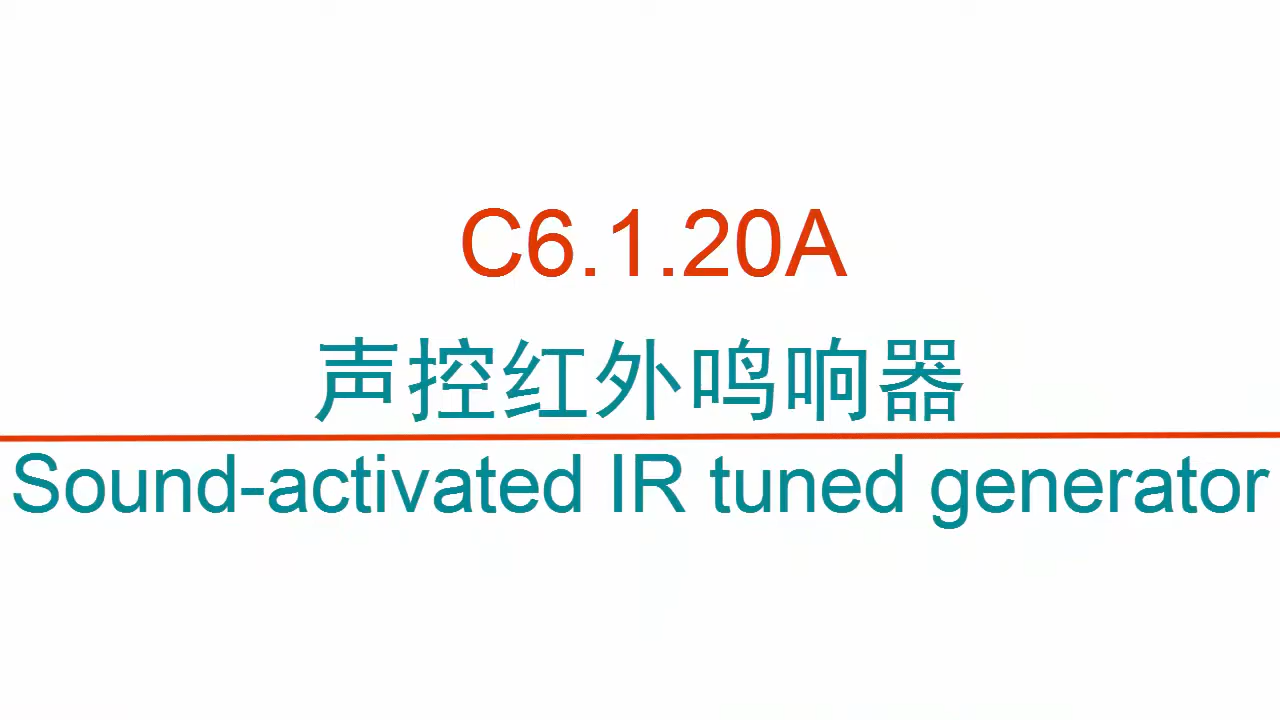 C6.1.20A
声控红外鸣响器
Sound-activated IR tuned generator